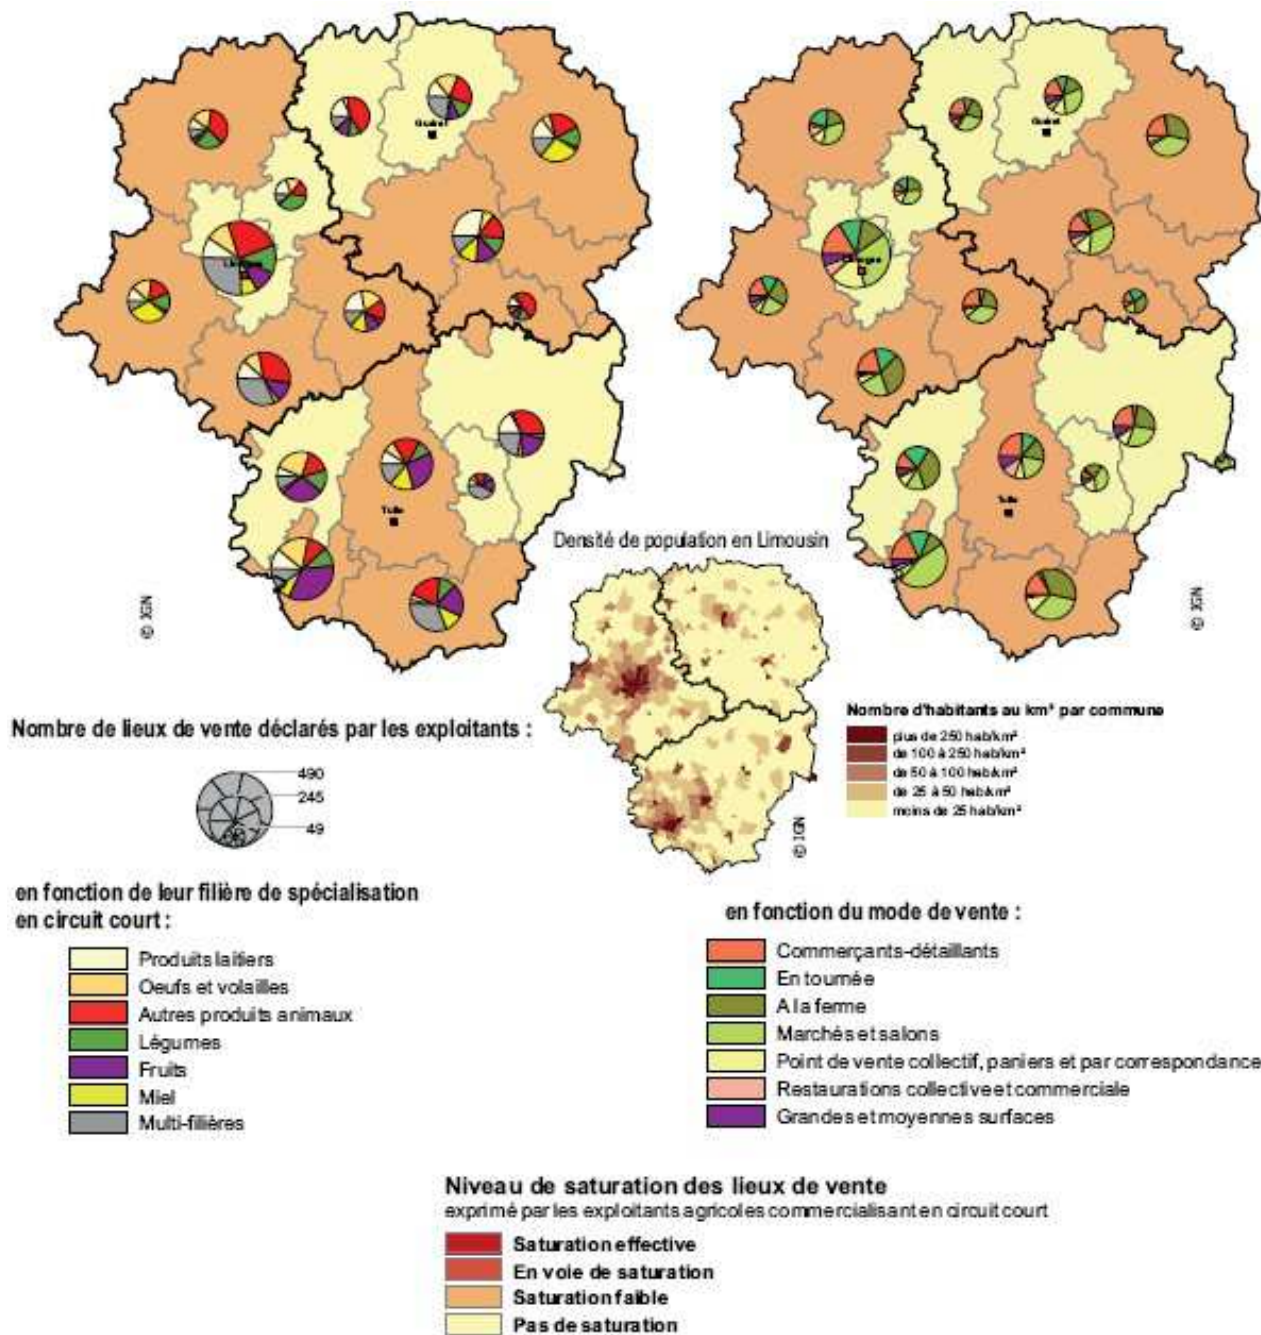 Guéret
Guéret
Limoges
Limoges
Tulle
Tulle
© IGN
© IGN
Densité de population en Limousin
© IGN
Nombre d'habitants au km² par commune
plus de 250 hab/km²
de 100 à 250 hab/km²
de 50 à 100 hab/km²
de 25 à 50 hab/km²
moins de 25 hab/km²
Nombre de lieux de vente déclarés par les exploitants :
490
245
49
en fonction de leur filière de spécialisation
en circuit court :
Produits laitiers
Oeufs et volailles
Autres produits animaux
Légumes
Fruits
Miel
Multi-filières
en fonction du mode de vente :
Commerçants-détaillants
En tournée
A la ferme
Marchés et salons
Point de vente collectif, paniers et par correspondance
Restaurations collective et commerciale
Grandes et moyennes surfaces
Niveau de saturation des lieux de vente
exprimé par les exploitants agricoles commercialisant en circuit court
Saturation effective
En voie de saturation
Saturation faible
Pas de saturation